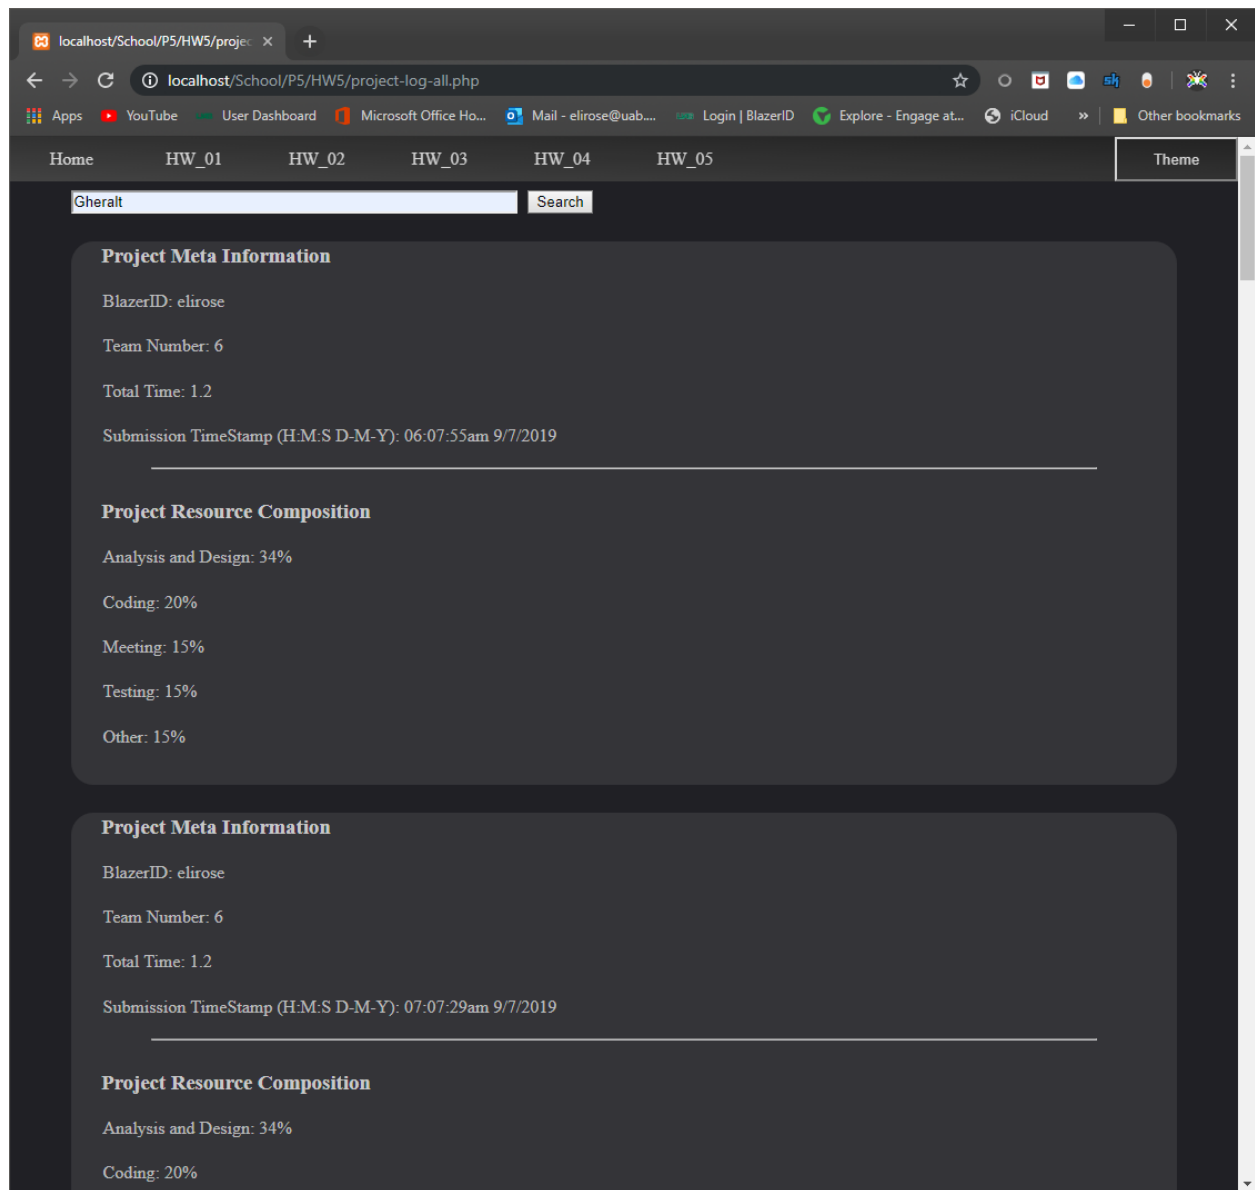 localhost/School/P5/HW5/projec
localhost/School/P5/HW5/project-log-all.php
Apps YouTube User Dashboard Microsoft Office Ho... Mail - elirose@uab.... Login | BlazerID Explore - Engage at... iCloud » Other bookmarks
Home HW_01 HW_02 HW_03 HW_04 HW_05 Theme
Gheralt Search
Project Meta Information
BlazerID: elirose
Team Number: 6
Total Time: 1.2
Submission TimeStamp (H:M:S D-M-Y): 06:07:55am 9/7/2019
Project Resource Composition
Analysis and Design: 34%
Coding: 20%
Meeting: 15%
Testing: 15%
Other: 15%
Project Meta Information
BlazerID: elirose
Team Number: 6
Total Time: 1.2
Submission TimeStamp (H:M:S D-M-Y): 07:07:29am 9/7/2019
Project Resource Composition
Analysis and Design: 34%
Coding: 20%